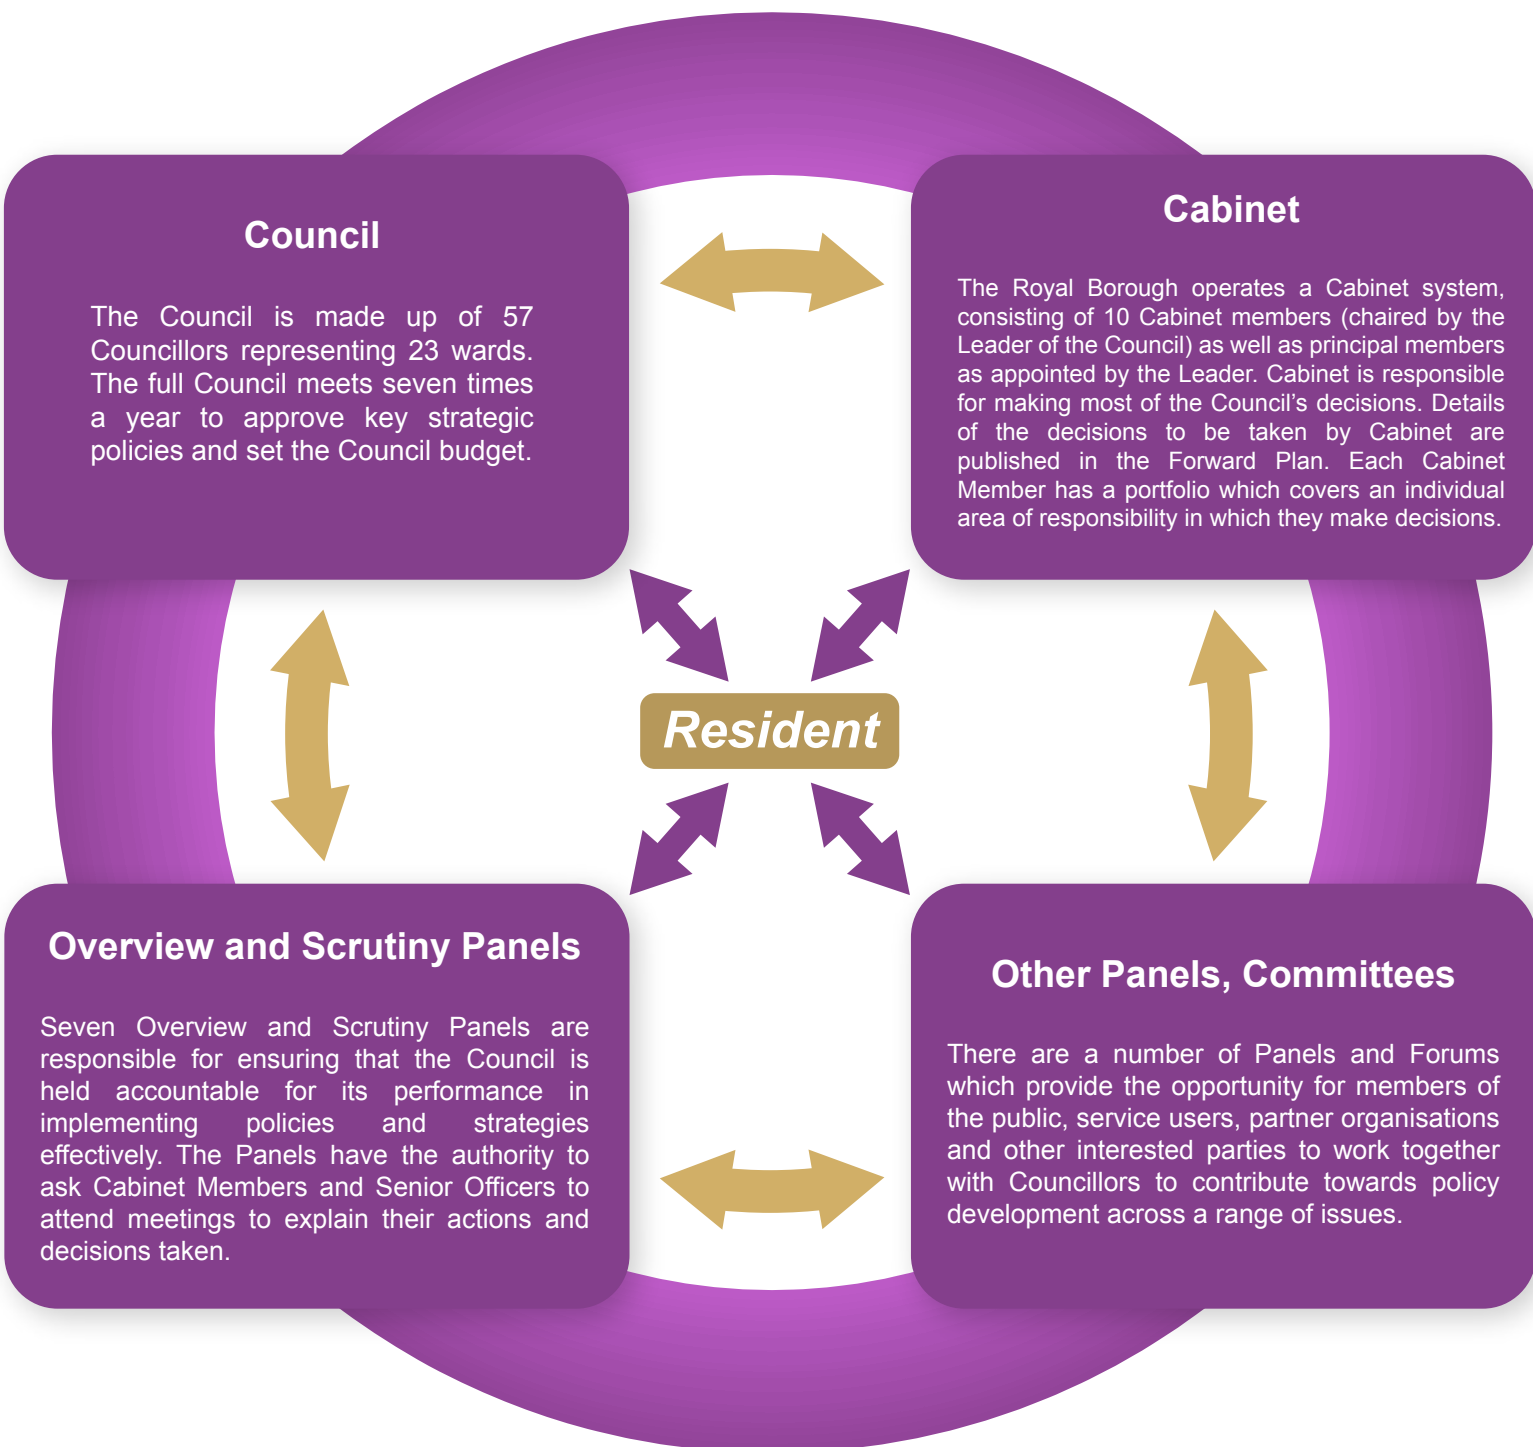 Council
The Council is made up of 57
Councillors representing 23 wards.
The full Council meets seven times
a year to approve key strategic
policies and set the Council budget.
Cabinet
The Royal Borough operates a Cabinet system,
consisting of 10 Cabinet members (chaired by the
Leader of the Council) as well as principal members
as appointed by the Leader. Cabinet is responsible
for making most of the Council’s decisions. Details
of the decisions to be taken by Cabinet are
published in the Forward Plan. Each Cabinet
Member has a portfolio which covers an individual
area of responsibility in which they make decisions.
Resident
Overview and Scrutiny Panels
Seven Overview and Scrutiny Panels are
responsible for ensuring that the Council is
held accountable for its performance in
implementing policies and strategies
effectively. The Panels have the authority to
ask Cabinet Members and Senior Officers to
attend meetings to explain their actions and
decisions taken.
Other Panels, Committees
There are a number of Panels and Forums
which provide the opportunity for members of
the public, service users, partner organisations
and other interested parties to work together
with Councillors to contribute towards policy
development across a range of issues.